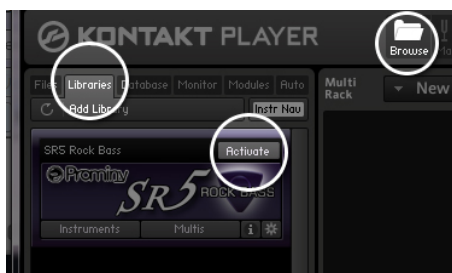 KONTAKT PLAYER
Browse
Files Libraries Database Monitor Modules Auto
Multi
Rack
New
Add Library
Instr Nav
SR5 Rock Bass
Activate
Prominy
SR5 ROCK BASS
Instruments Multis i